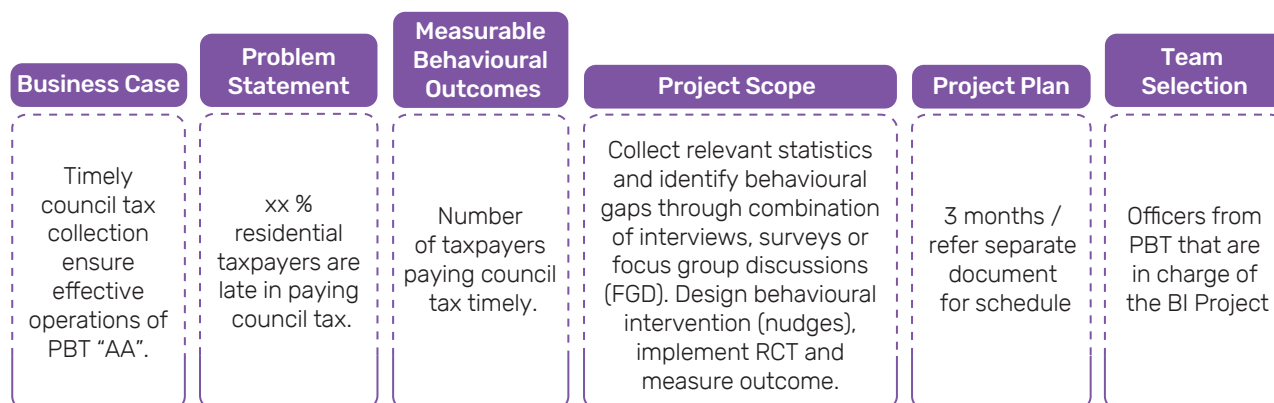 Business Case
Timely
council tax
collection
ensure
effective
operations of
PBT “AA”.
Problem
Statement
xx %
residential
taxpayers are
late in paying
council tax.
Measurable
Behavioural
Outcomes
Number
of taxpayers
paying council
tax timely.
Project Scope
Collect relevant statistics
and identify behavioural
gaps through combination
of interviews, surveys or
focus group discussions
(FGD). Design behavioural
intervention (nudges),
implement RCT and
measure outcome.
Project Plan
3 months /
refer separate
document
for schedule
Team
Selection
Officers from
PBT that are
in charge of
the BI Project